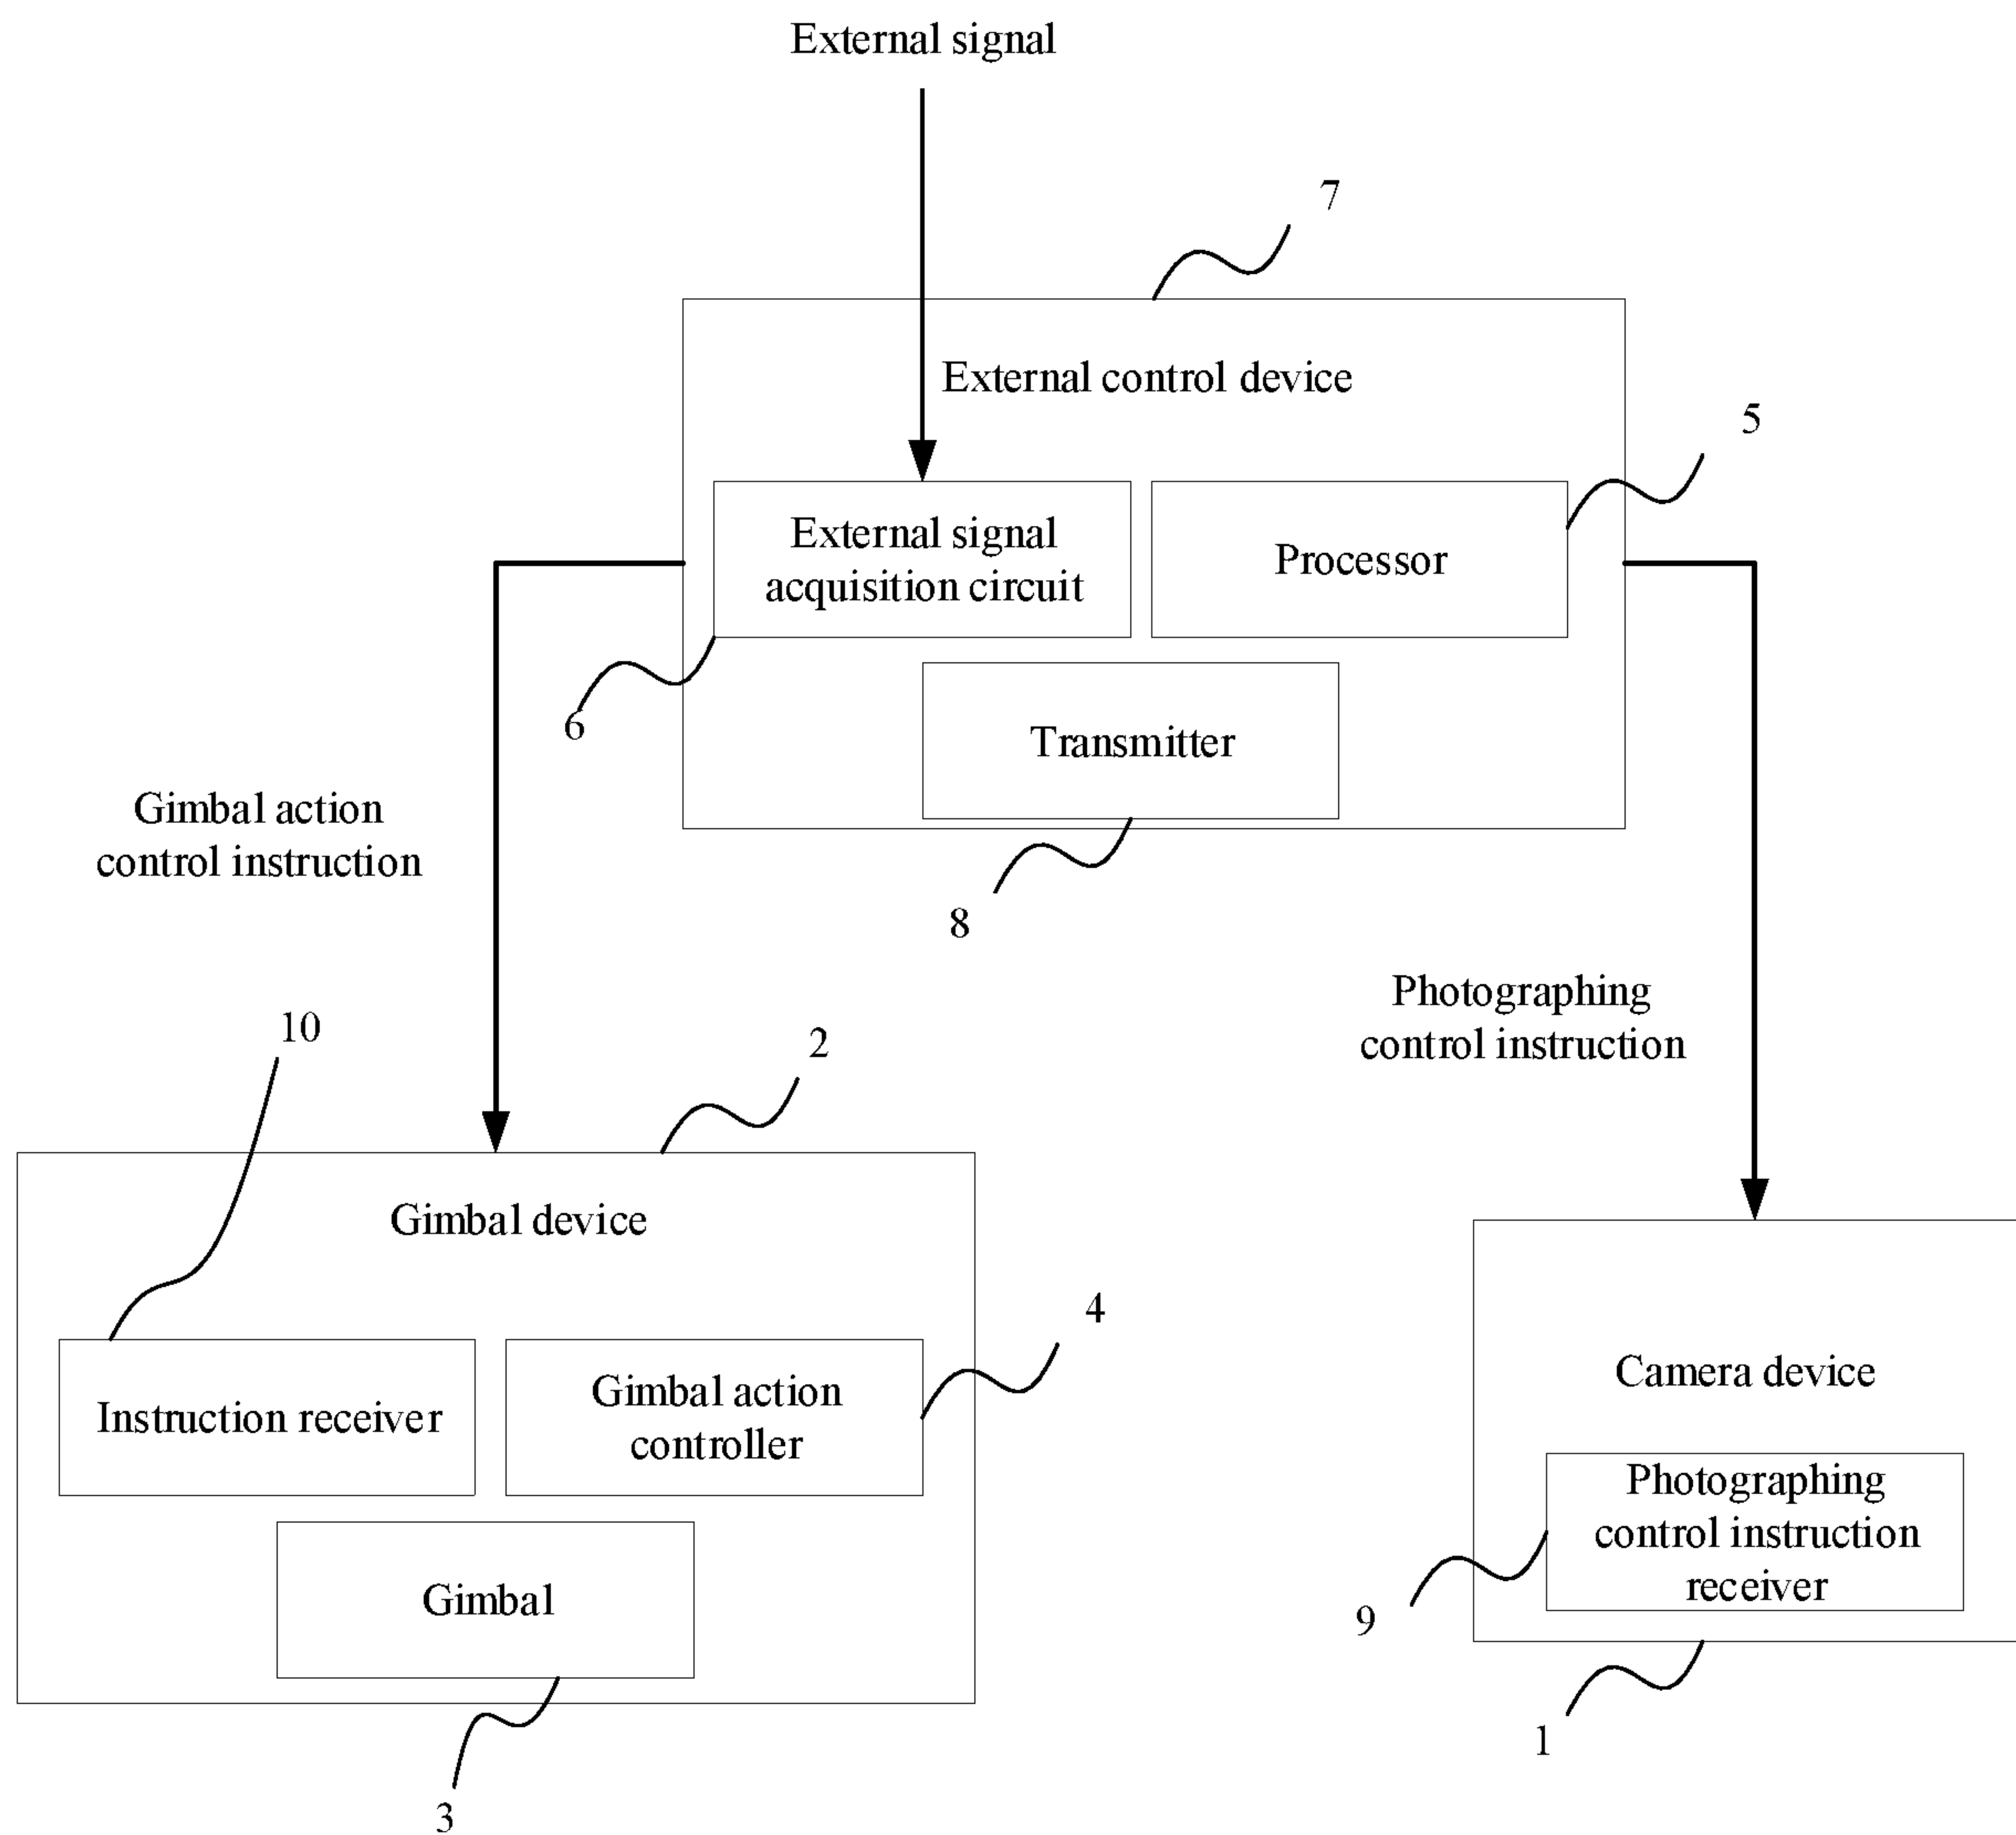 External signal
7
External control device
5
External signal
acquisition circuit
Processor
6
Transmitter
Gimbal action
control instruction
8
Photographing
control instruction
10
2
Gimbal device
4
Instruction receiver
Gimbal action
controller
Camera device
Photographing
control instruction
receiver
Gimbal
9
1
3